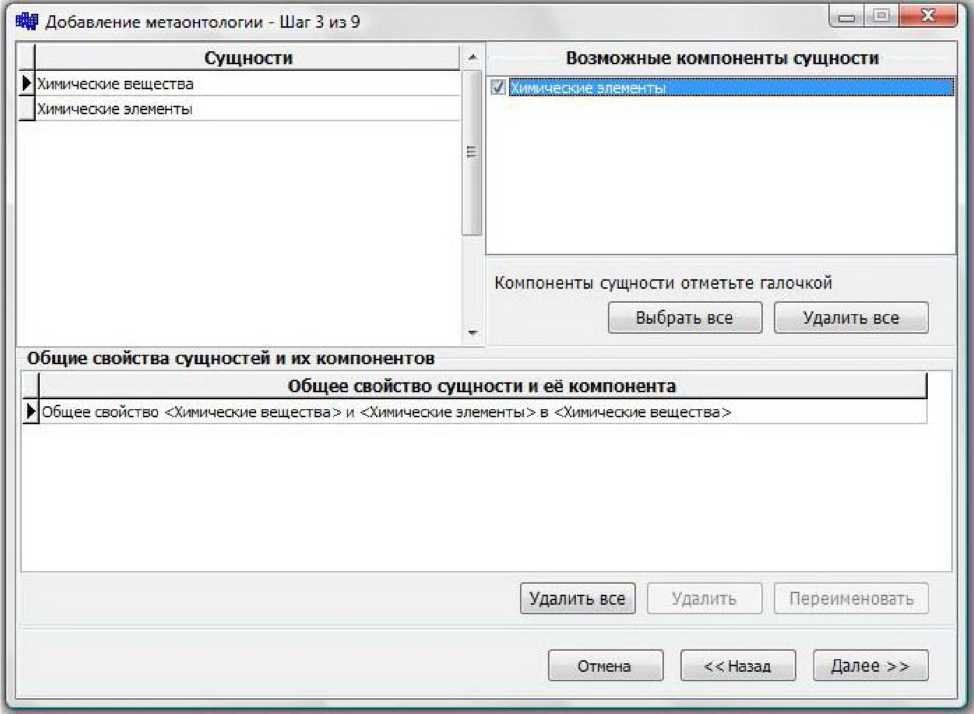 Добавление метаонтологии - Шаг 3 из 9
Сущности
Химические вещества
Химические элементы
Возможные компоненты сущности
Химические элементы
Компоненты сущности отметьте галочкой
Выбрать все
Удалить все
Общие свойства сущностей и их компонентов
Общее свойство сущности и её компонента
Общее свойство <Химические вещества> и <Химические элементы> в <Химические вещества>
Удалить все
Удалить
Переименовать
Отмена
<< Назад
Далее >>